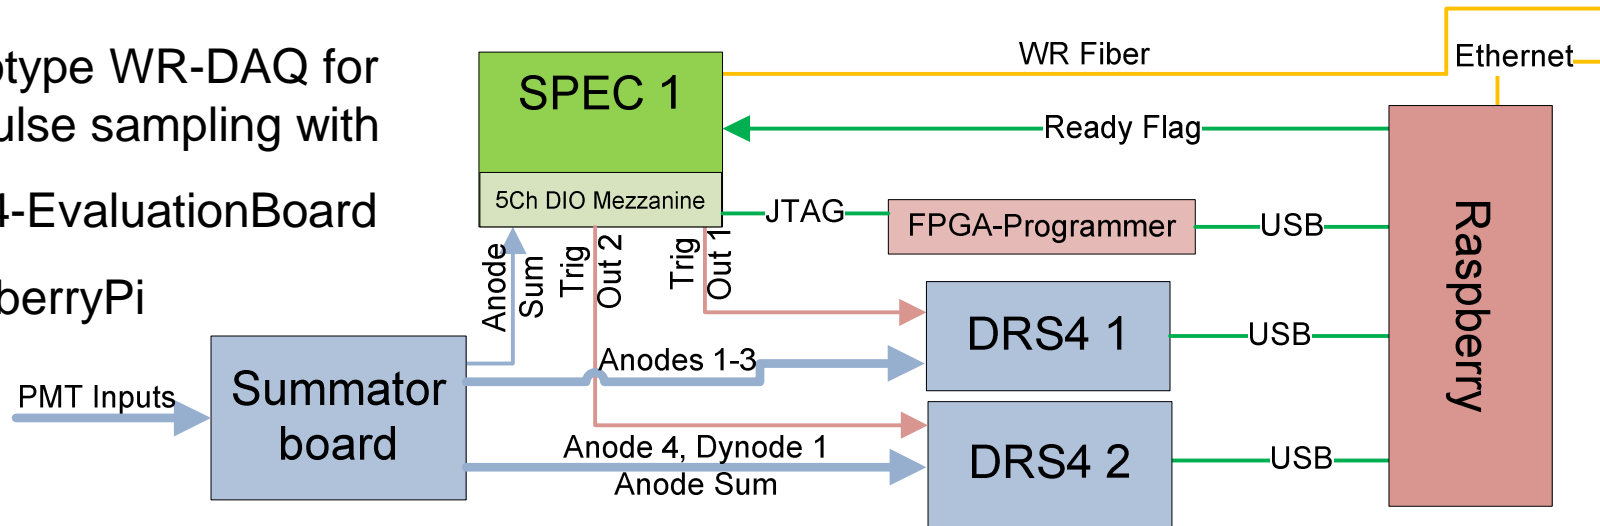 otype WR-DAQ for
ulse sampling with
4-EvaluationBoard
berryPi
SPEC 1
5Ch DIO Mezzanine
WR Fiber
Ethernet
Ready Flag
JTAG
FPGA-Programmer
USB
Raspberry
Anode
Sum
Trig
Out 2
Trig
Out 1
DRS4 1
USB
Anodes 1-3
PMT Inputs
Summator
board
Anode 4, Dynode 1
Anode Sum
DRS4 2
USB